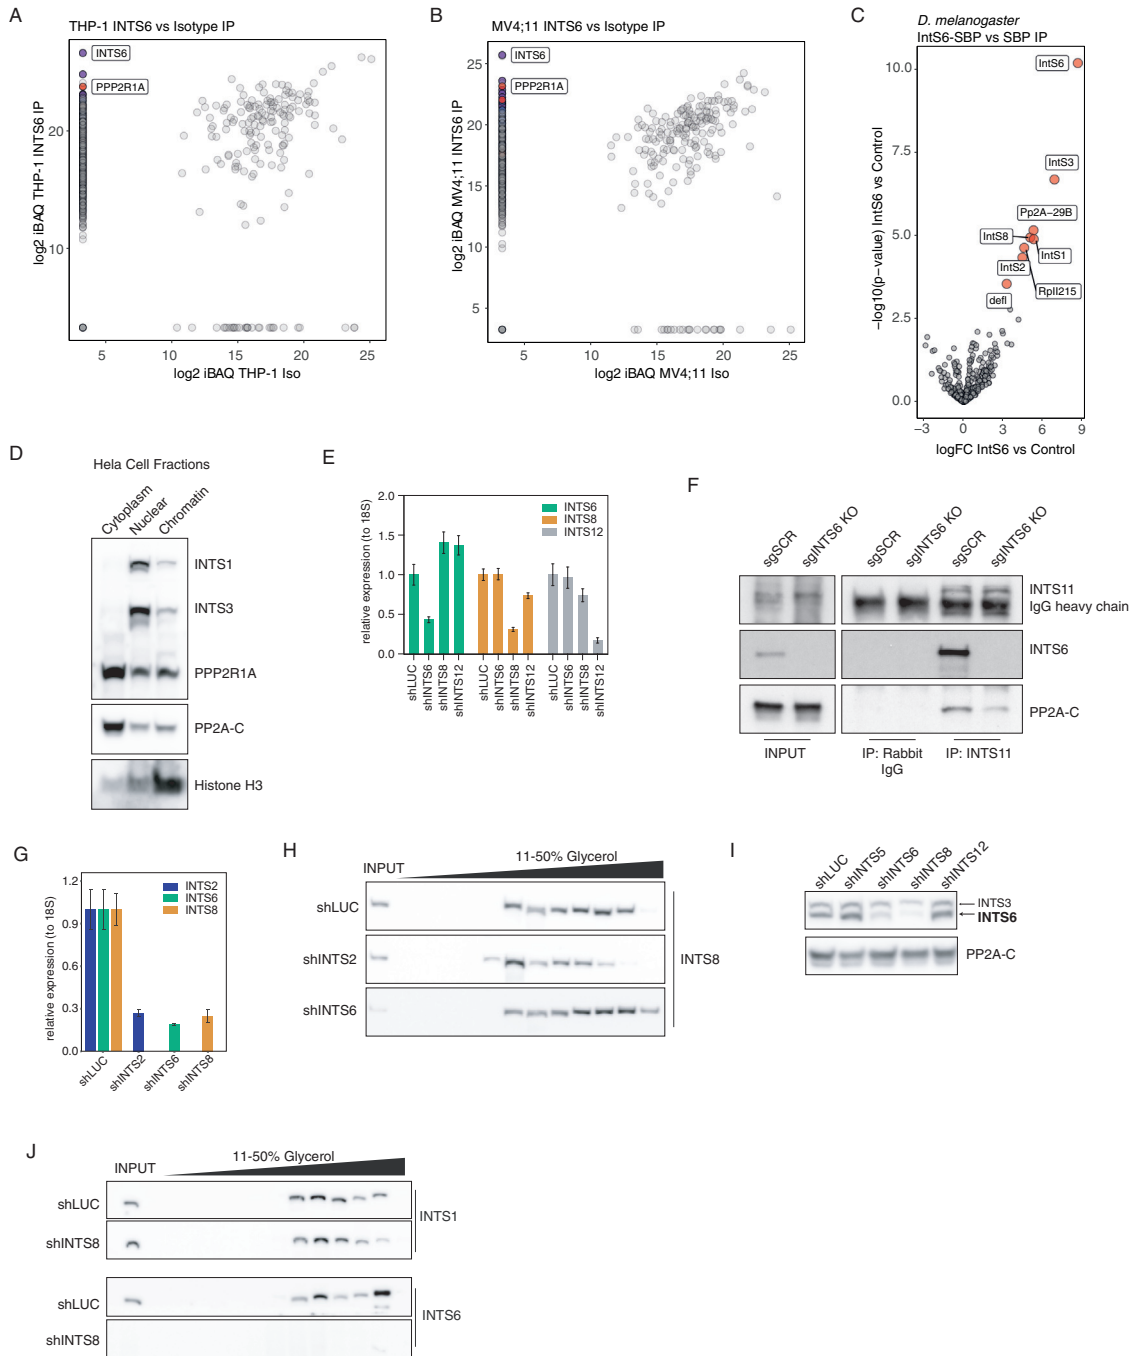 A
THP-1 INTS6 vs Isotype IP
INTS6
PPP2R1A
log2 iBAQ THP-1 INTS6 IP
20
10
5
10
15
20
25
log2 iBAQ THP-1 Iso
B
MV4;11 INTS6 vs Isotype IP
INTS6
PPP2R1A
log2 iBAQ MV4;11 INTS6 IP
25
20
15
10
5
5
10
15
20
25
log2 iBAQ MV4;11 Iso
C
D. melanogaster
IntS6-SBP vs SBP IP
IntS6
IntS3
Pp2A-29B
IntS8
IntS1
IntS2
RpII215
defl
-log10(p-value) IntS6 vs Control
10.0
7.5
5.0
2.5
0.0
-3
0
3
6
9
logFC IntS6 vs Control
D
Hela Cell Fractions
Cytoplasm
Nuclear
Chromatin
INTS1
INTS3
PPP2R1A
PP2A-C
Histone H3
E
relative expression (to 18S)
2.0
1.5
1.0
0.5
0.0
INTS6
INTS8
INTS12
shLUC
shINTS6
shINTS8
shINTS12
shLUC
shINTS6
shINTS8
shINTS12
shLUC
shINTS6
shINTS8
shINTS12
F
sgSCR
sgINTS6 KO
sgSCR
sgINTS6 KO
sgSCR
sgINTS6 KO
INTS11
IgG heavy chain
INTS6
PP2A-C
INPUT
IP: Rabbit
IgG
IP: INTS11
G
relative expression (to 18S)
1.2
0.9
0.6
0.3
0.0
INTS2
INTS6
INTS8
shLUC
shINTS2
shINTS6
shINTS8
H
INPUT
11-50% Glycerol
shLUC
shINTS2
shINTS6
INTS8
I
shLUC
shINTS5
shINTS6
shINTS8
shINTS12
INTS3
INTS6
PP2A-C
J
INPUT
11-50% Glycerol
shLUC
shINTS8
INTS1
shLUC
shINTS8
INTS6